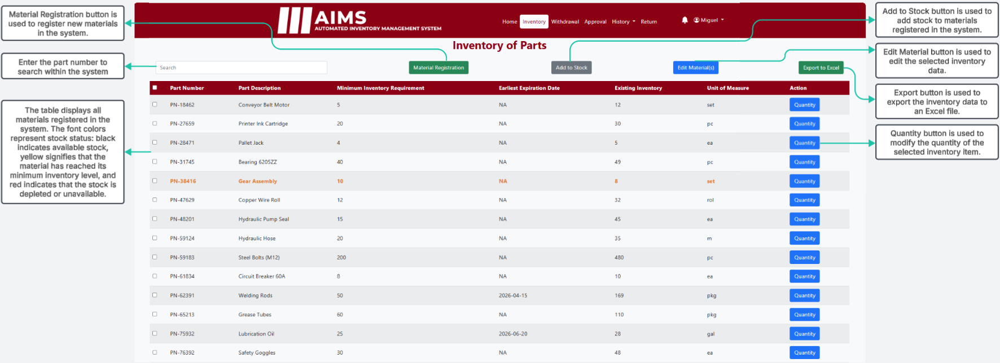 Material Registration button is
used to register new materials
in the system.
Enter the part number to
search within the system
The table displays all
materials registered in the
system. The font colors
represent stock status: black
indicates available stock,
yellow signifies that the
material has reached its
minimum inventory level, and
red indicates that the stock is
depleted or unavailable.
AIMS
AUTOMATED INVENTORY MANAGEMENT SYSTEM
Home Inventory Withdrawal Approval History Return Miguel
Inventory of Parts
Search Material Registration Add to Stock Edit Material(s) Export to Excel
Part Number Part Description Minimum Inventory Requirement Earliest Expiration Date Existing Inventory Unit of Measure Action
PN-18462 Conveyor Belt Motor 5 NA 12 set Quantity
PN-27659 Printer Ink Cartridge 20 NA 30 pc Quantity
PN-28471 Pallet Jack 4 NA 5 ea Quantity
PN-31745 Bearing 6205ZZ 40 NA 49 pc Quantity
PN-38416 Gear Assembly 10 NA 8 set Quantity
PN-47629 Copper Wire Roll 12 NA 32 rol Quantity
PN-48201 Hydraulic Pump Seal 15 NA 45 ea Quantity
PN-59124 Hydraulic Hose 20 NA 35 m Quantity
PN-59183 Steel Bolts (M12) 200 NA 480 pc Quantity
PN-61834 Circuit Breaker 60A 8 NA 10 ea Quantity
PN-62391 Welding Rods 50 2026-04-15 169 pkg Quantity
PN-65213 Grease Tubes 60 NA 110 pkg Quantity
PN-75932 Lubrication Oil 25 2026-06-20 28 gal Quantity
PN-76392 Safety Goggles 30 NA 48 ea Quantity
Add to Stock button is used to
add stock to materials
registered in the system.
Edit Material button is used to
edit the selected inventory
data.
Export button is used to
export the inventory data to
an Excel file.
Quantity button is used to
modify the quantity of the
selected inventory item.